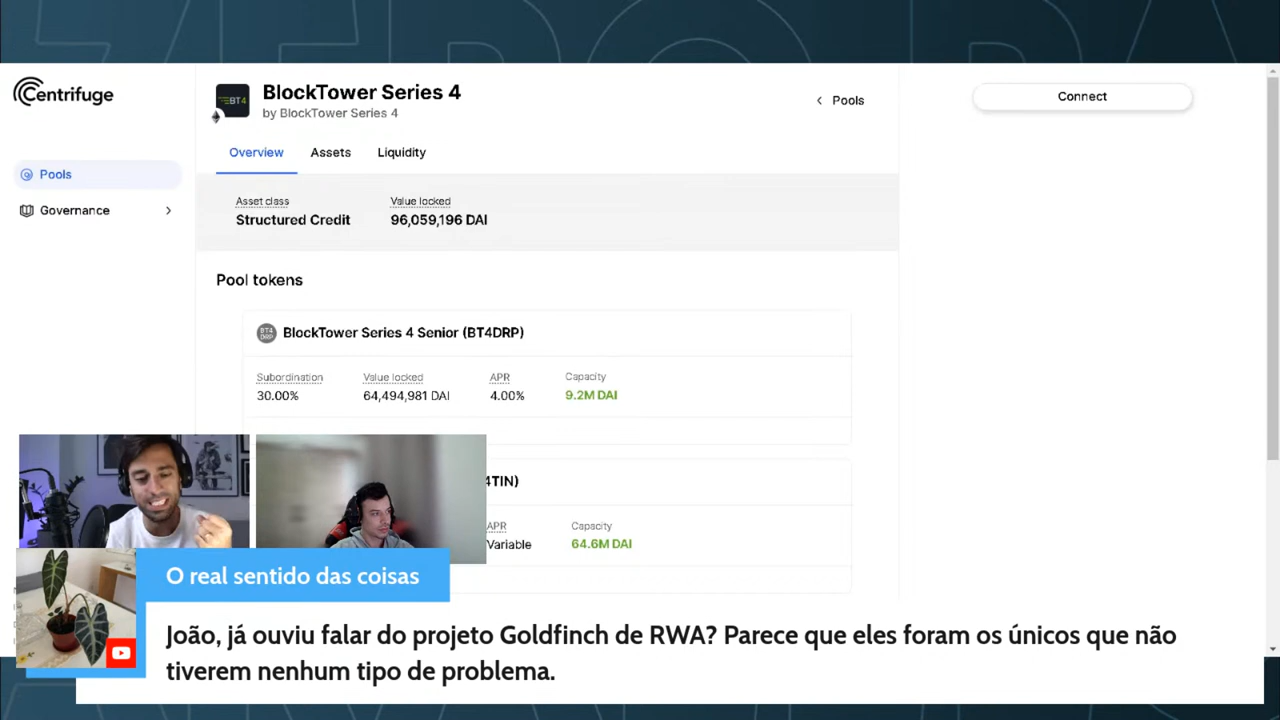 Centrifuge
Pools
Governance
BT4
BlockTower Series 4
by BlockTower Series 4
Pools
Connect
Overview
Assets
Liquidity
Asset class
Structured Credit
Value locked
96,059,196 DAI
Pool tokens
BT4
DRP
BlockTower Series 4 Senior (BT4DRP)
Subordination
30.00%
Value locked
64,494,981 DAI
APR
4.00%
Capacity
9.2M DAI
4TIN)
APR
Variable
Capacity
64.6M DAI
O real sentido das coisas
João, já ouviu falar do projeto Goldfinch de RWA? Parece que eles foram os únicos que não
tiverem nenhum tipo de problema.